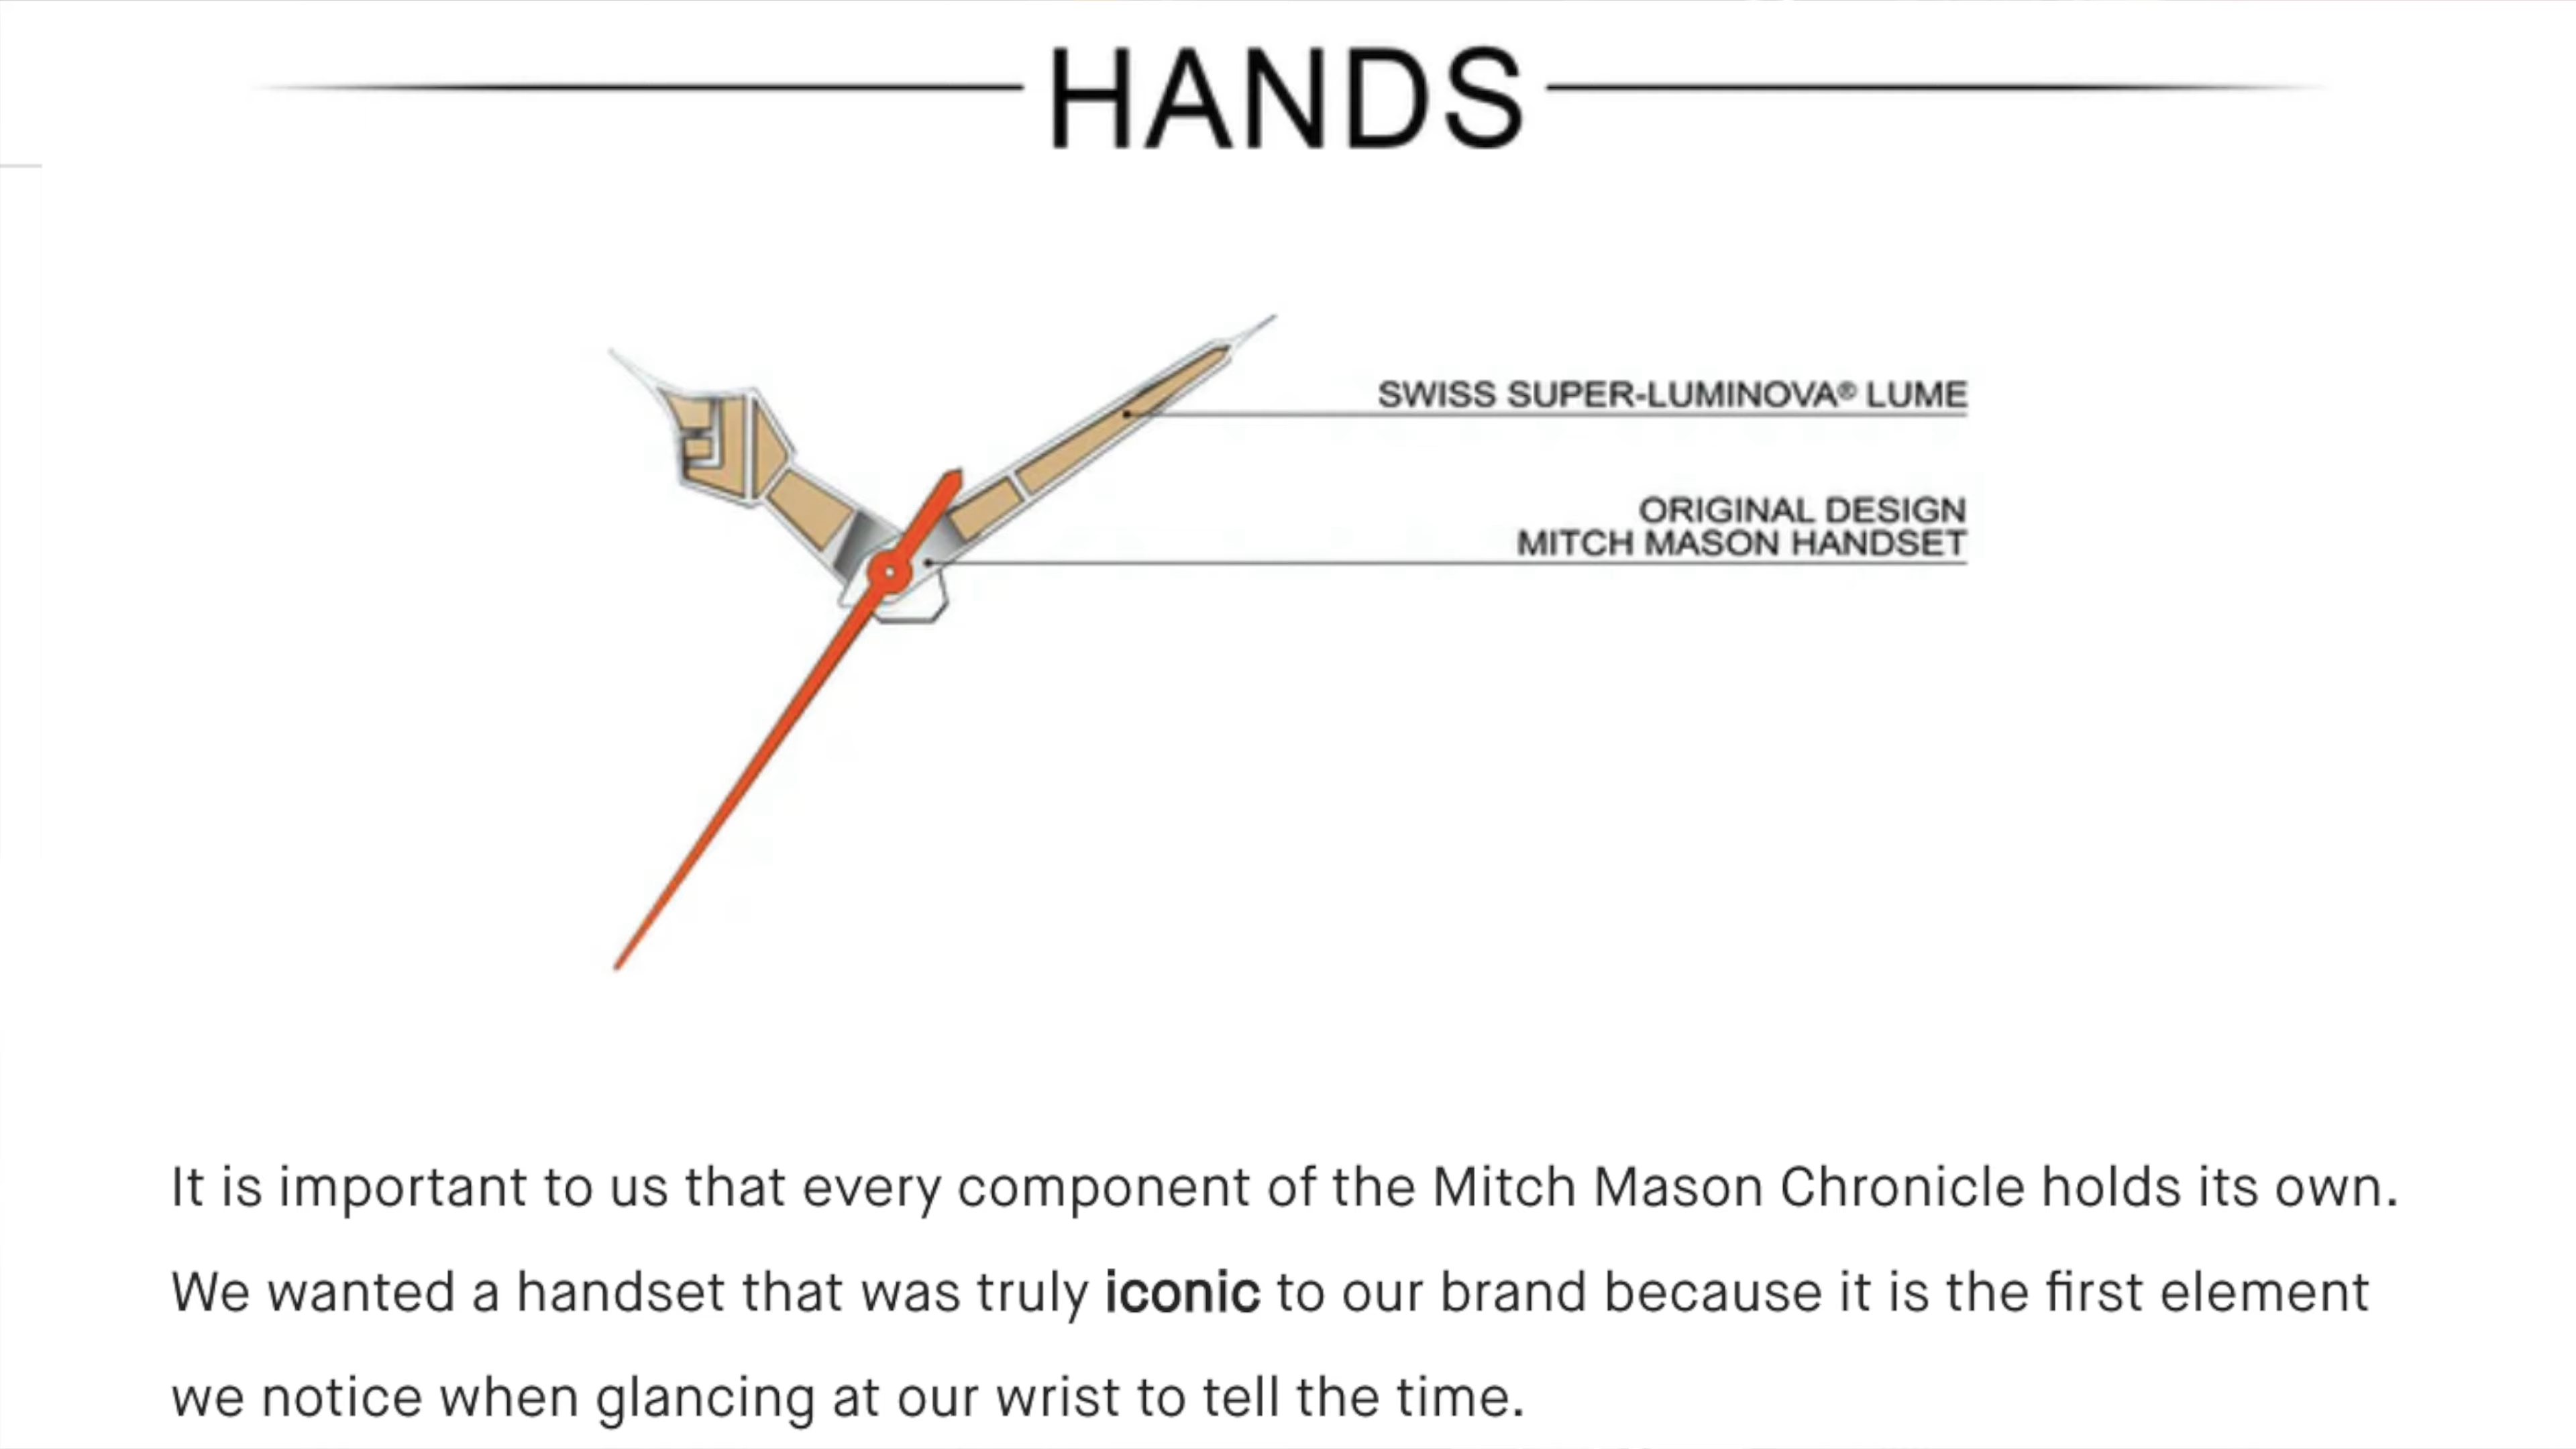 HANDS
SWISS SUPER-LUMINOVA® LUME
ORIGINAL DESIGN
MITCH MASON HANDSET
It is important to us that every component of the Mitch Mason Chronicle holds its own.
We wanted a handset that was truly iconic to our brand because it is the first element
we notice when glancing at our wrist to tell the time.